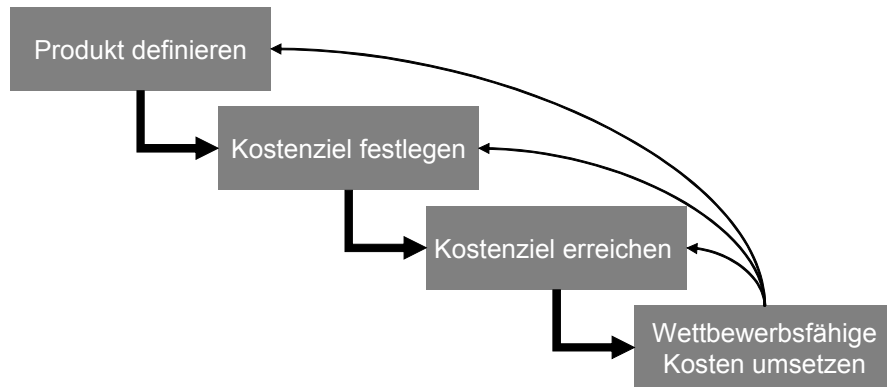 Produkt definieren
Kostenziel festlegen
Kostenziel erreichen
Wettbewerbsfähige
Kosten umsetzen